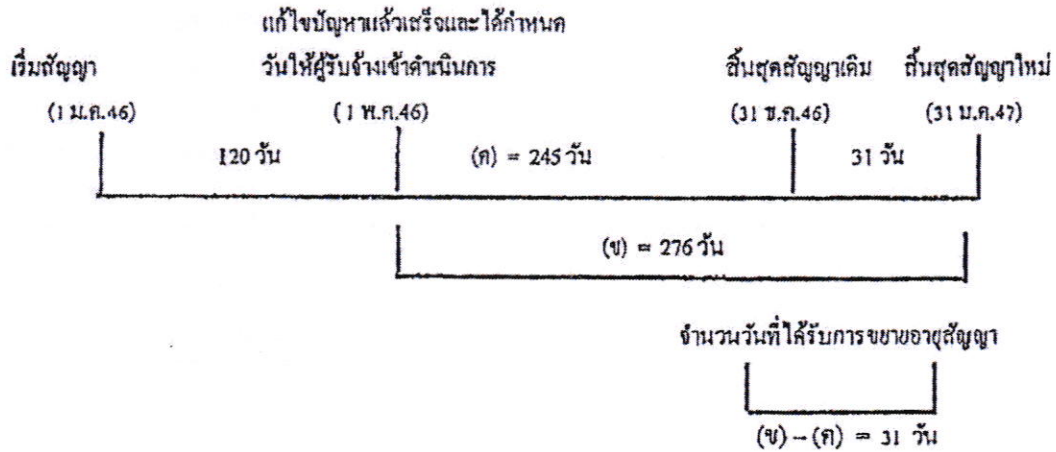 แก้ไขปัญหาแล้วเสร็จและได้กำหนด
เริ่มสัญญา วันให้ผู้รับจ้างเข้าดำเนินการ สิ้นสุดสัญญาเดิม สิ้นสุดสัญญาใหม่
(1 ม.ค.46) (1 พ.ค.46) (31 ธ.ค.46) (31 ม.ค.47)
120 วัน (ค) = 245 วัน 31 วัน
(ข) = 276 วัน
จำนวนวันที่ได้รับการขยายอายุสัญญา
(ข) – (ค) = 31 วัน